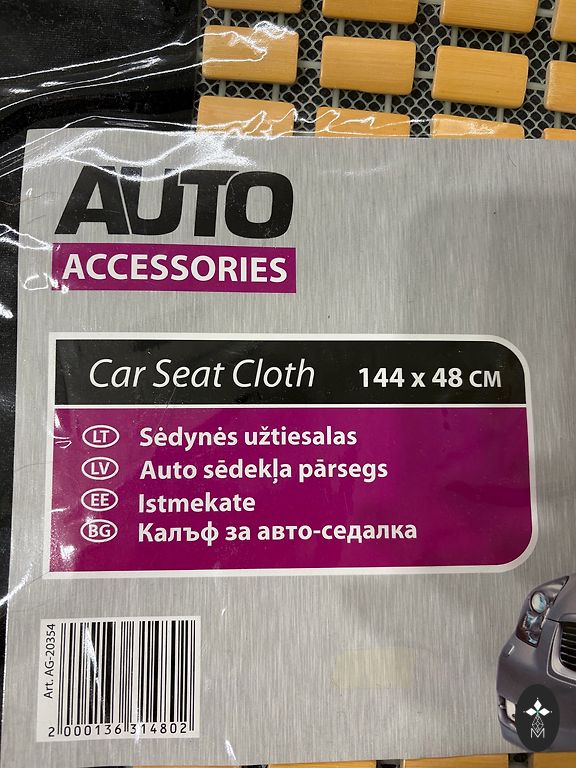 AUTO
ACCESSORIES
Car Seat Cloth 144 x 48 CM
LT Sėdynės užtiesalas
LV Auto sēdekļa pārsegs
EE Istmekate
BG Калъф за авто-седалка
Art. AG-20354
2 000136 314802
M